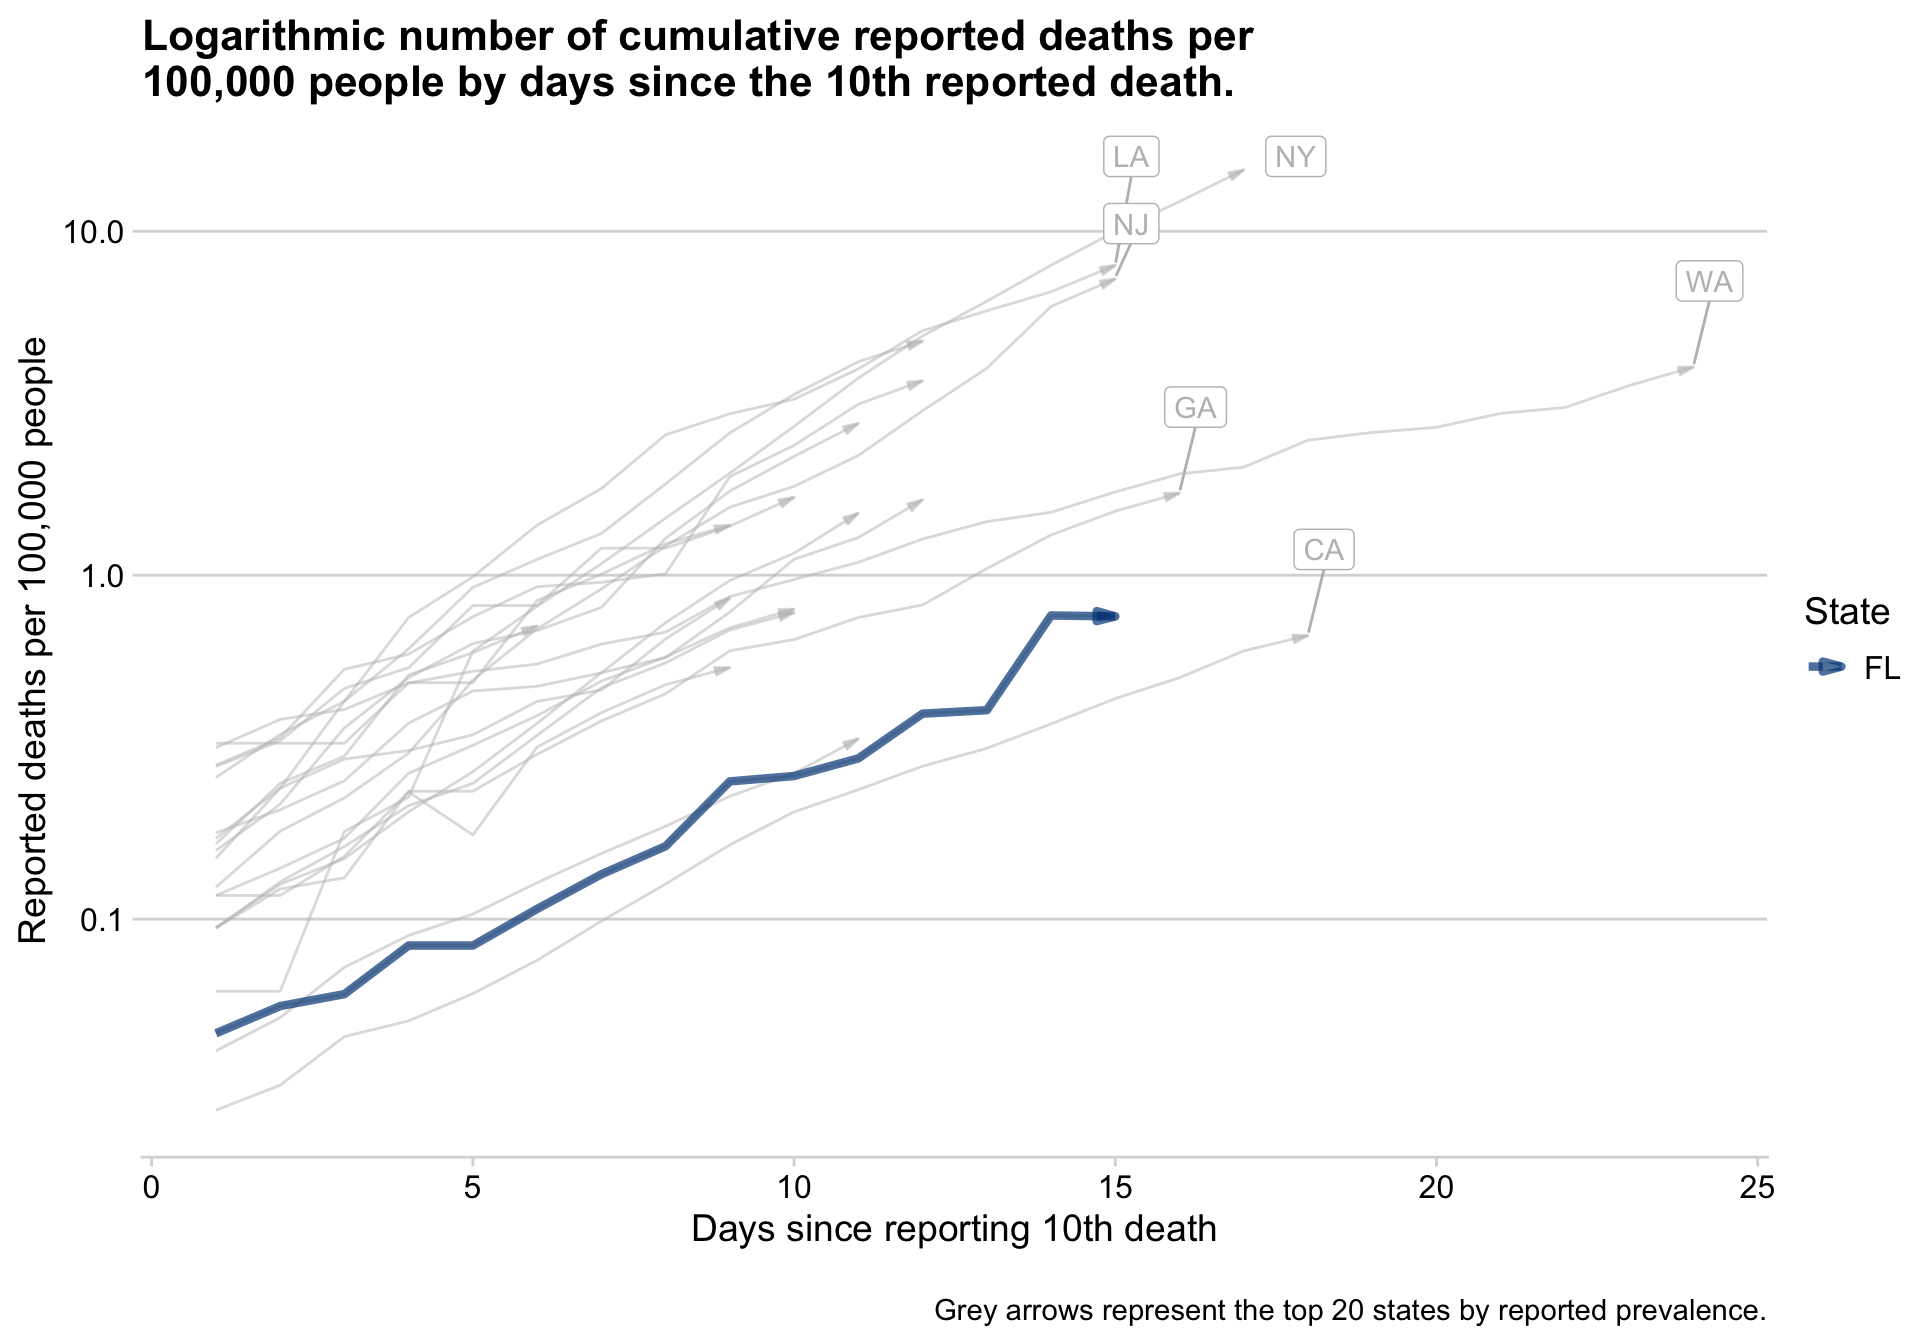 Logarithmic number of cumulative reported deaths per
100,000 people by days since the 10th reported death.
LA
NY
NJ
10.0
WA
GA
CA
1.0
0.1
Reported deaths per 100,000 people
State
FL
0
5
10
15
20
25
Days since reporting 10th death
Grey arrows represent the top 20 states by reported prevalence.